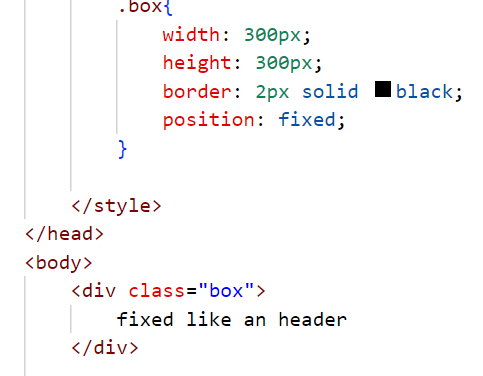 .box{
width: 300px;
height: 300px;
border: 2px solid black;
position: fixed;
}
</style>
</head>
<body>
<div class="box">
fixed like an header
</div>